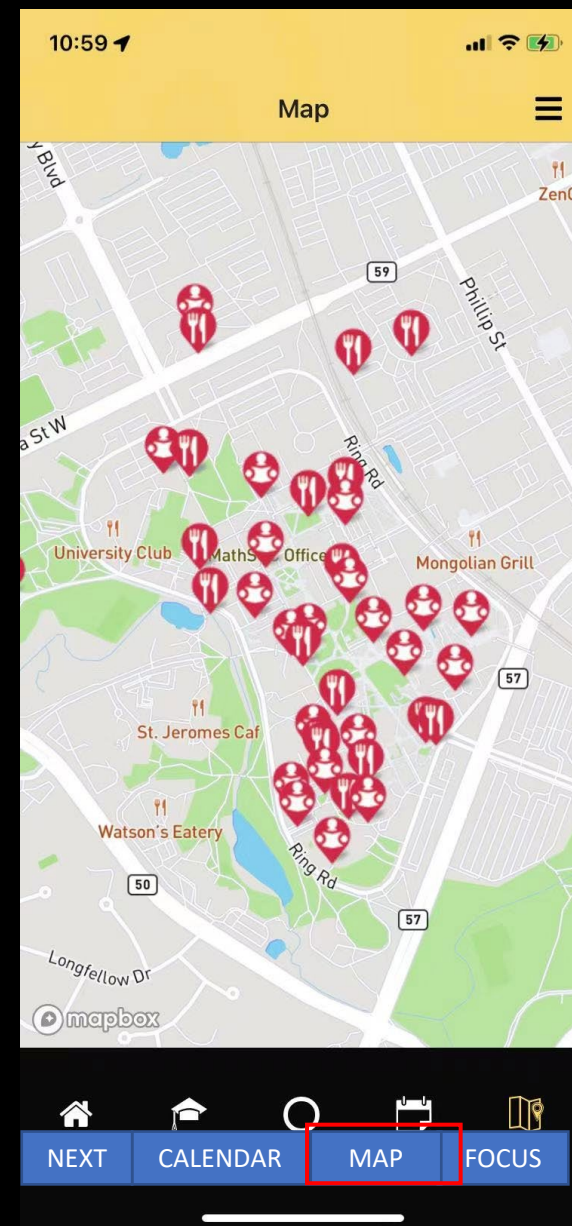 10:59
Map
y Blvd
ZenC
59
Phillip St
a St W
Ring Rd
University Club
MathS
Office
Mongolian Grill
57
St. Jeromes Caf
Watson's Eatery
Ring Rd
50
57
Longfellow Dr
mapbox
NEXT CALENDAR MAP FOCUS